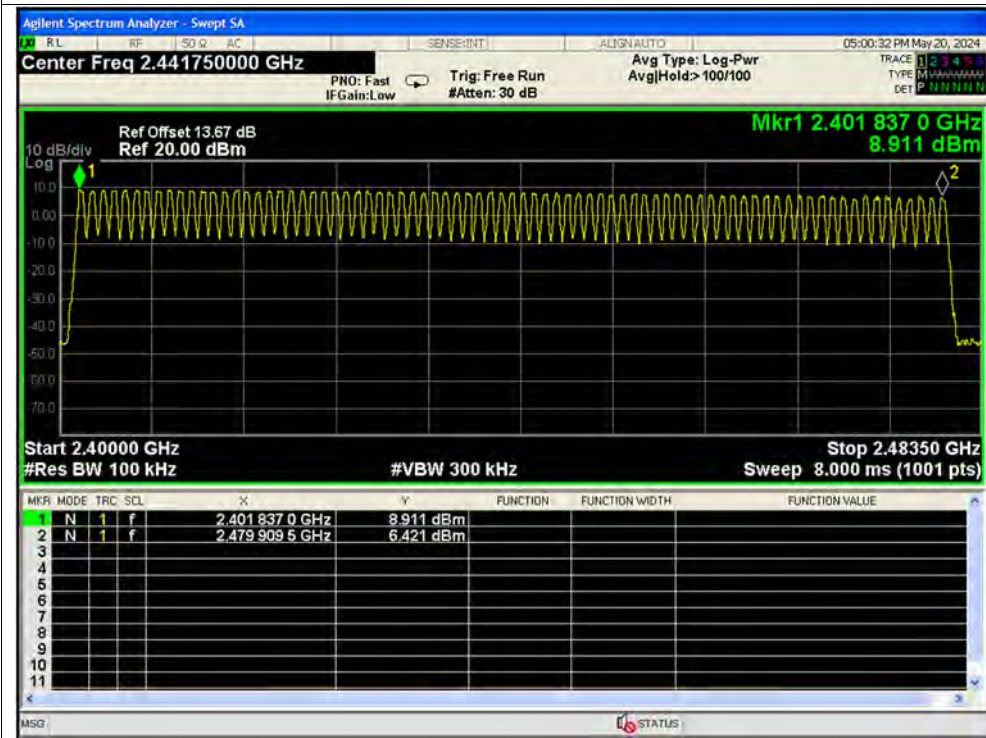 Agilent Spectrum Analyzer - Swept SA
LXI RL RF 50 Ω AC SENSE:INT ALIGN AUTO 05:00:32 PM May 20, 2024
Center Freq 2.441750000 GHz
PNO: Fast
IFGain:Low
Trig: Free Run
#Atten: 30 dB
Avg Type: Log-Pwr
Avg|Hold:> 100/100
TRACE 1 2 3 4 5 6
TYPE M
DET P N N N N N
Mkr1 2.401 837 0 GHz
8.911 dBm
Ref Offset 13.67 dB
10 dB/div Ref 20.00 dBm
Log
1
2
10.0
0.00
-10.0
-20.0
-30.0
-40.0
-50.0
-60.0
-70.0
Start 2.40000 GHz Stop 2.48350 GHz
#Res BW 100 kHz #VBW 300 kHz Sweep 8.000 ms (1001 pts)
MKR MODE TRC SCL X Y FUNCTION FUNCTION WIDTH FUNCTION VALUE
1 N 1 f 2.401 837 0 GHz 8.911 dBm
2 N 1 f 2.479 909 5 GHz 6.421 dBm
3
4
5
6
7
8
9
10
11
MSG STATUS